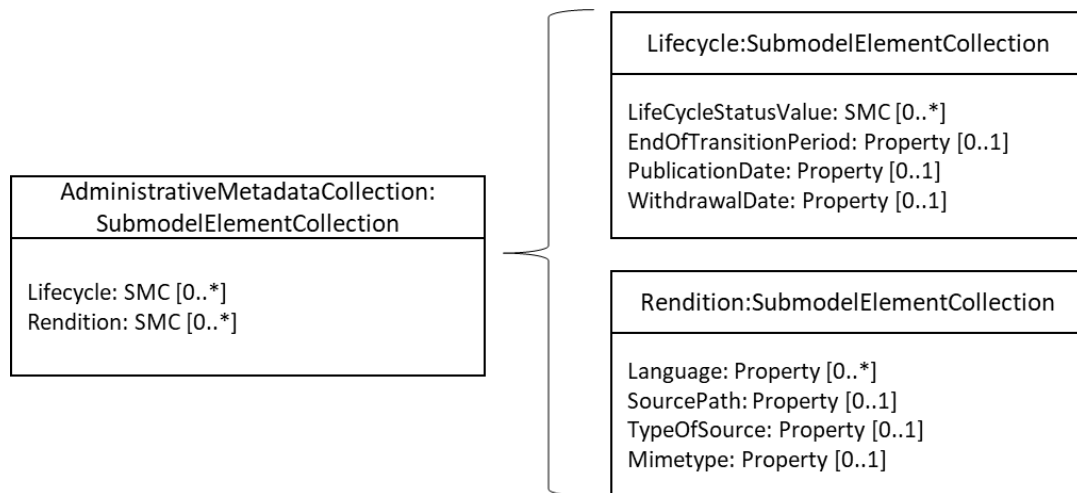 AdministrativeMetadataCollection:
SubmodelElementCollection
Lifecycle: SMC [0..*]
Rendition: SMC [0..*]
Lifecycle:SubmodelElementCollection
LifeCycleStatusValue: SMC [0..*]
EndOfTransitionPeriod: Property [0..1]
PublicationDate: Property [0..1]
WithdrawalDate: Property [0..1]
Rendition:SubmodelElementCollection
Language: Property [0..*]
SourcePath: Property [0..1]
TypeOfSource: Property [0..1]
Mimetype: Property [0..1]